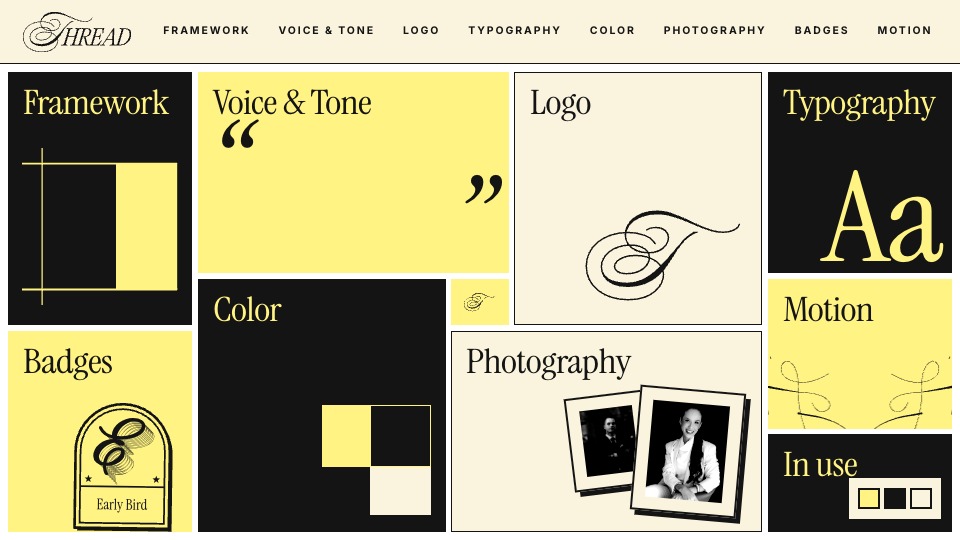 THREAD
FRAMEWORK VOICE & TONE LOGO TYPOGRAPHY COLOR PHOTOGRAPHY BADGES MOTION
Framework
Voice & Tone
“
”
Logo
T
Typography
Aa
Color
T
Motion
Badges
E
Early Bird
Photography
In use